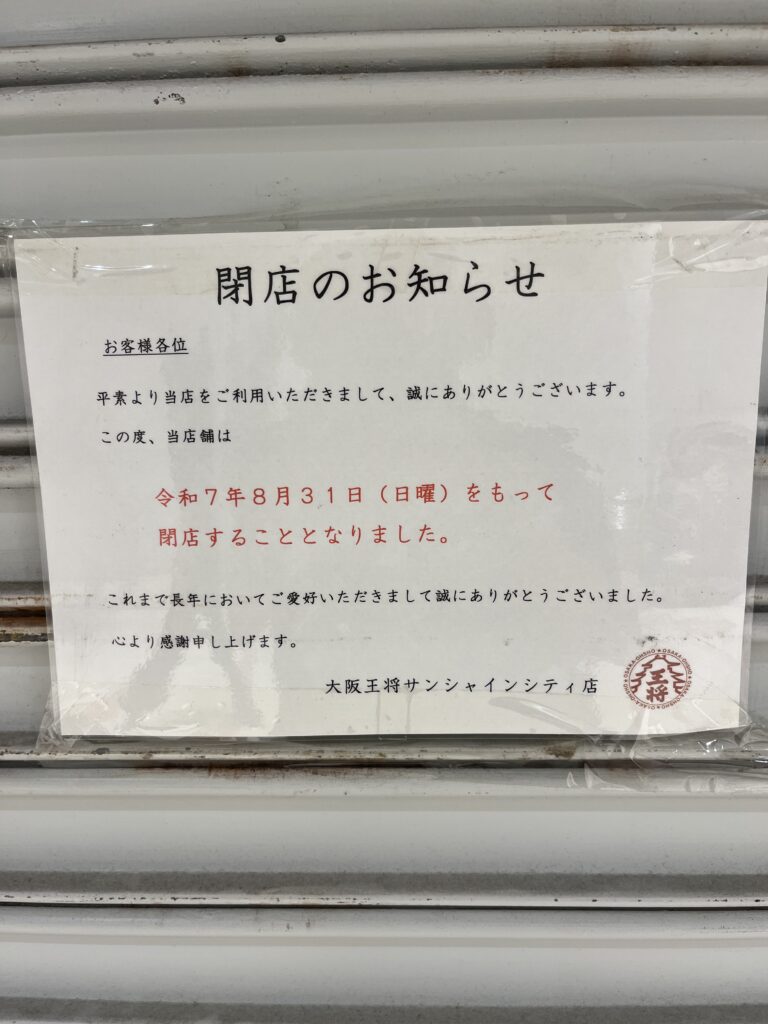 閉店のお知らせ
お客様各位
平素より当店をご利用いただきまして、誠にありがとうございます。
この度、当店舗は
令和7年8月31日（日曜）をもって
閉店することとなりました。
これまで長年においてご愛好いただきまして誠にありがとうございました。
心より感謝申し上げます。
大阪王将サンシャインシティ店
OSAKA OHSHO
王将